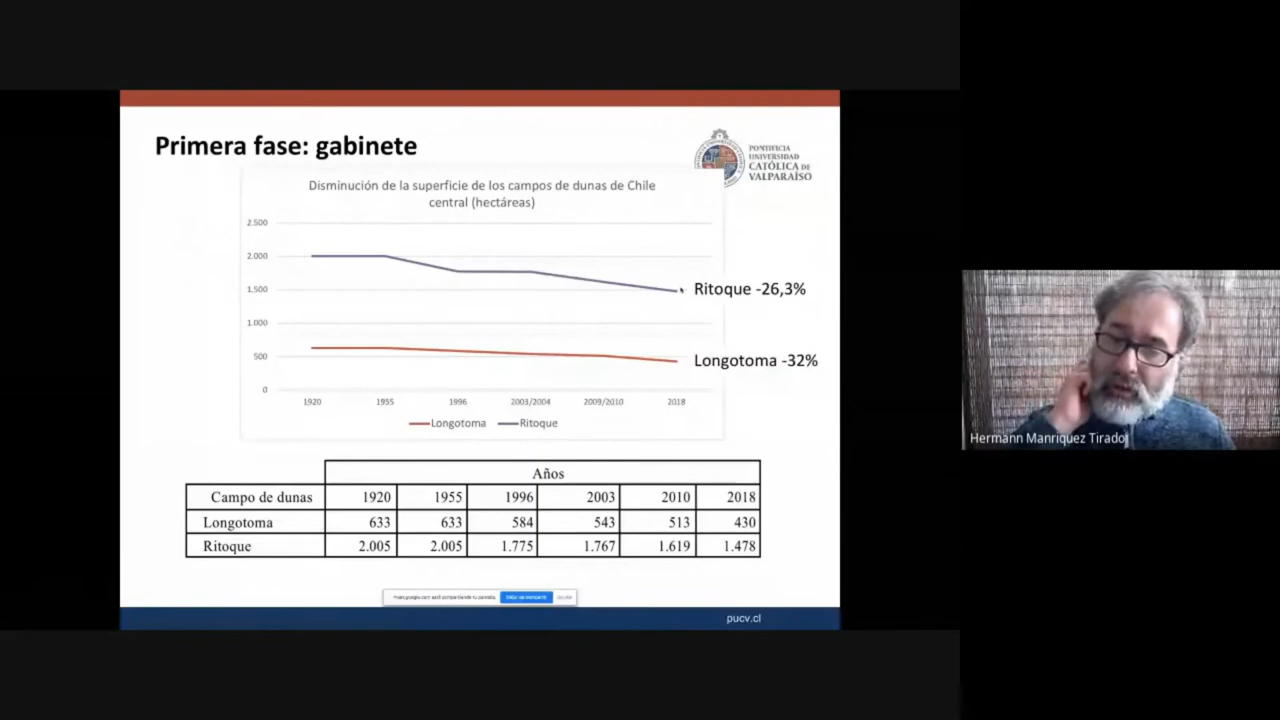 Primera fase: gabinete
PONTIFICIA
UNIVERSIDAD
CATÓLICA DE
VALPARAÍSO
Disminución de la superficie de los campos de dunas de Chile
central (hectáreas)
2.500
2.000
1.500
1.000
500
0
Ritoque -26,3%
Longotoma -32%
1920 1955 1996 2003/2004 2009/2010 2018
Longotoma Ritoque
Años
Campo de dunas 1920 1955 1996 2003 2010 2018
Longotoma 633 633 584 543 513 430
Ritoque 2.005 2.005 1.775 1.767 1.619 1.478
pucv.cl
Hermann Manriquez Tirado